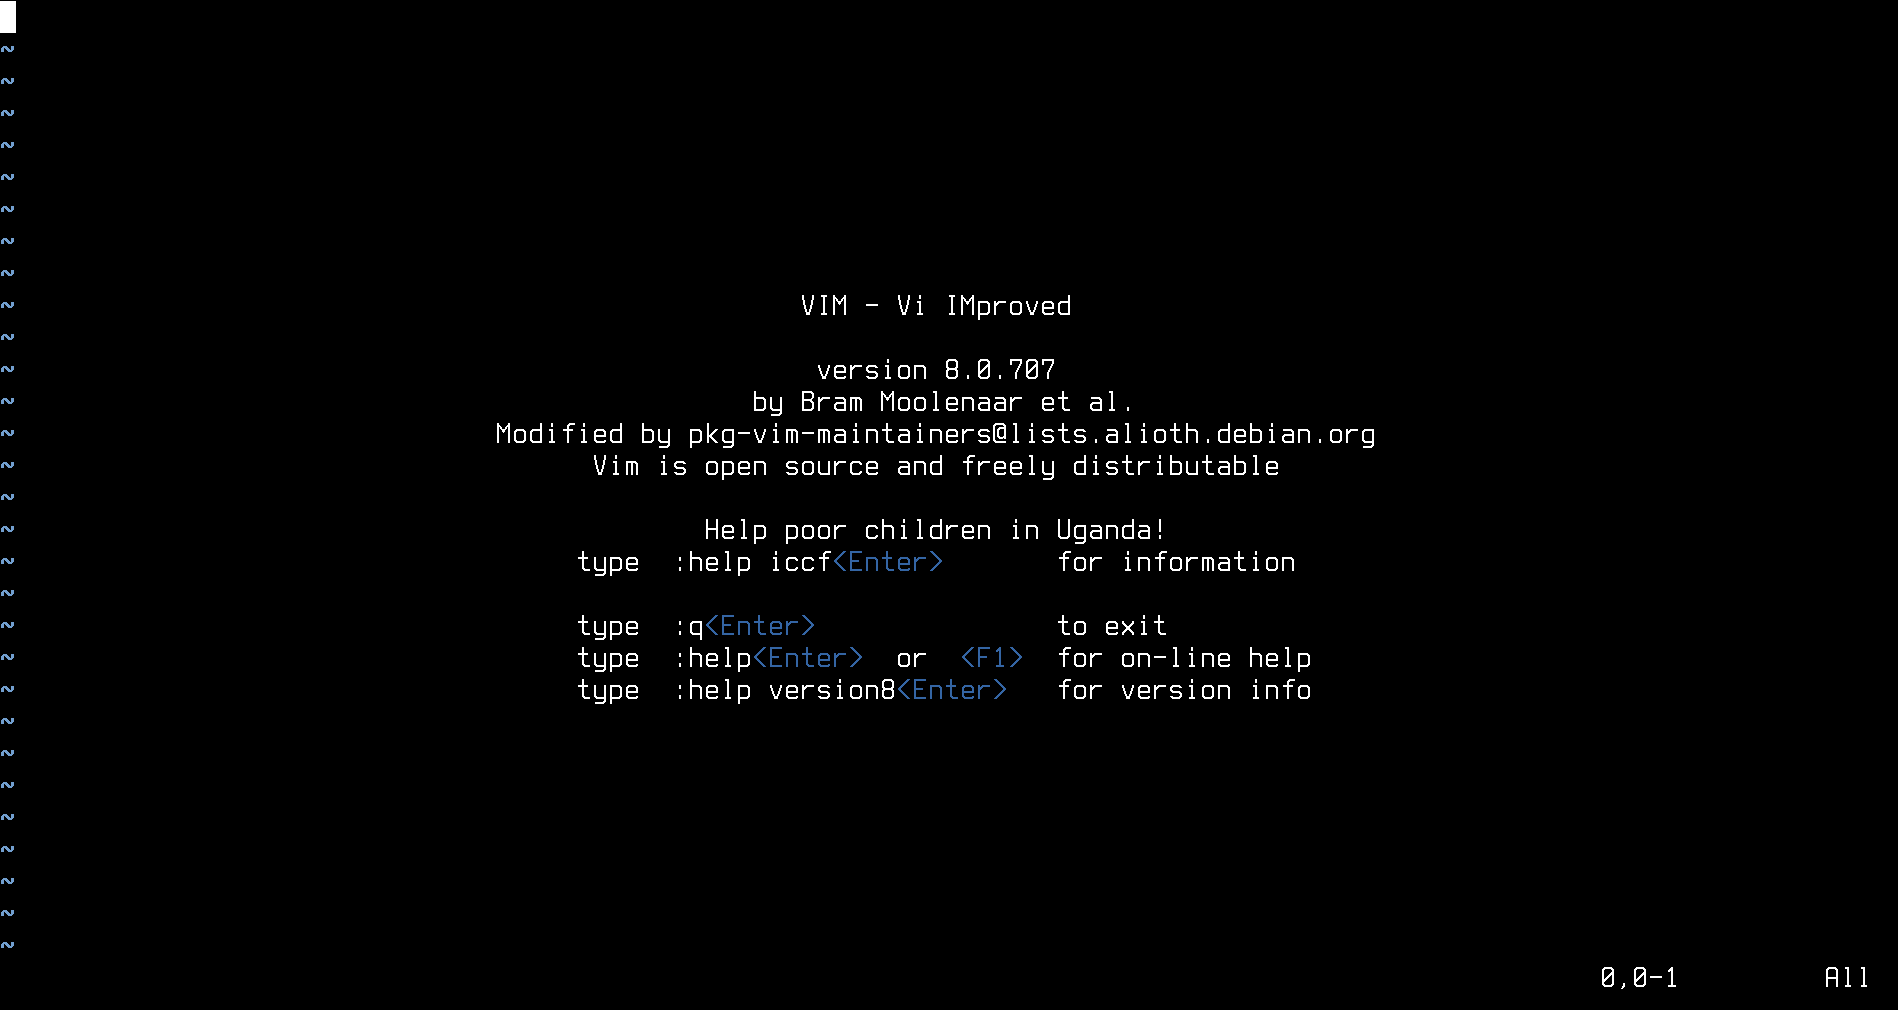 ~
~
~
~
~
~
~
~
~ VIM - Vi IMproved
~
~ version 8.0.707
~ by Bram Moolenaar et al.
~ Modified by pkg-vim-maintainers@lists.alioth.debian.org
~ Vim is open source and freely distributable
~
~ Help poor children in Uganda!
~ type  :help iccf<Enter>       for information
~
~ type  :q<Enter>               to exit
~ type  :help<Enter>  or  <F1>  for on-line help
~ type  :help version8<Enter>   for version info
~
~
~
~
~
~
~
~
0,0-1 All